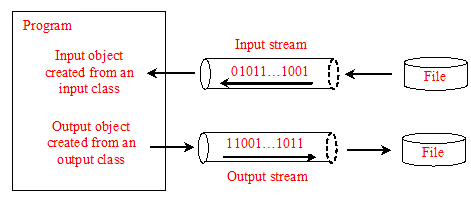 Program
Input object
created from an
input class
Input stream
01011…1001
File
Output object
created from an
output class
11001…1011
Output stream
File